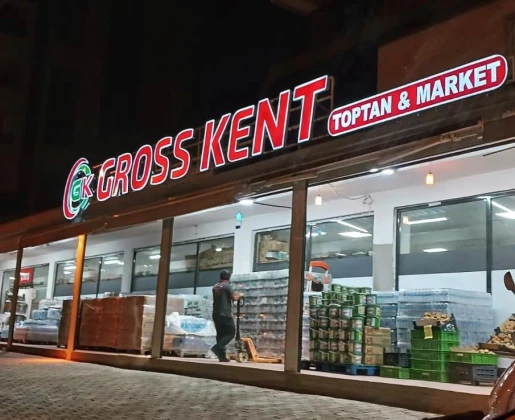 GK GROSS KENT
TOPTAN & MARKET